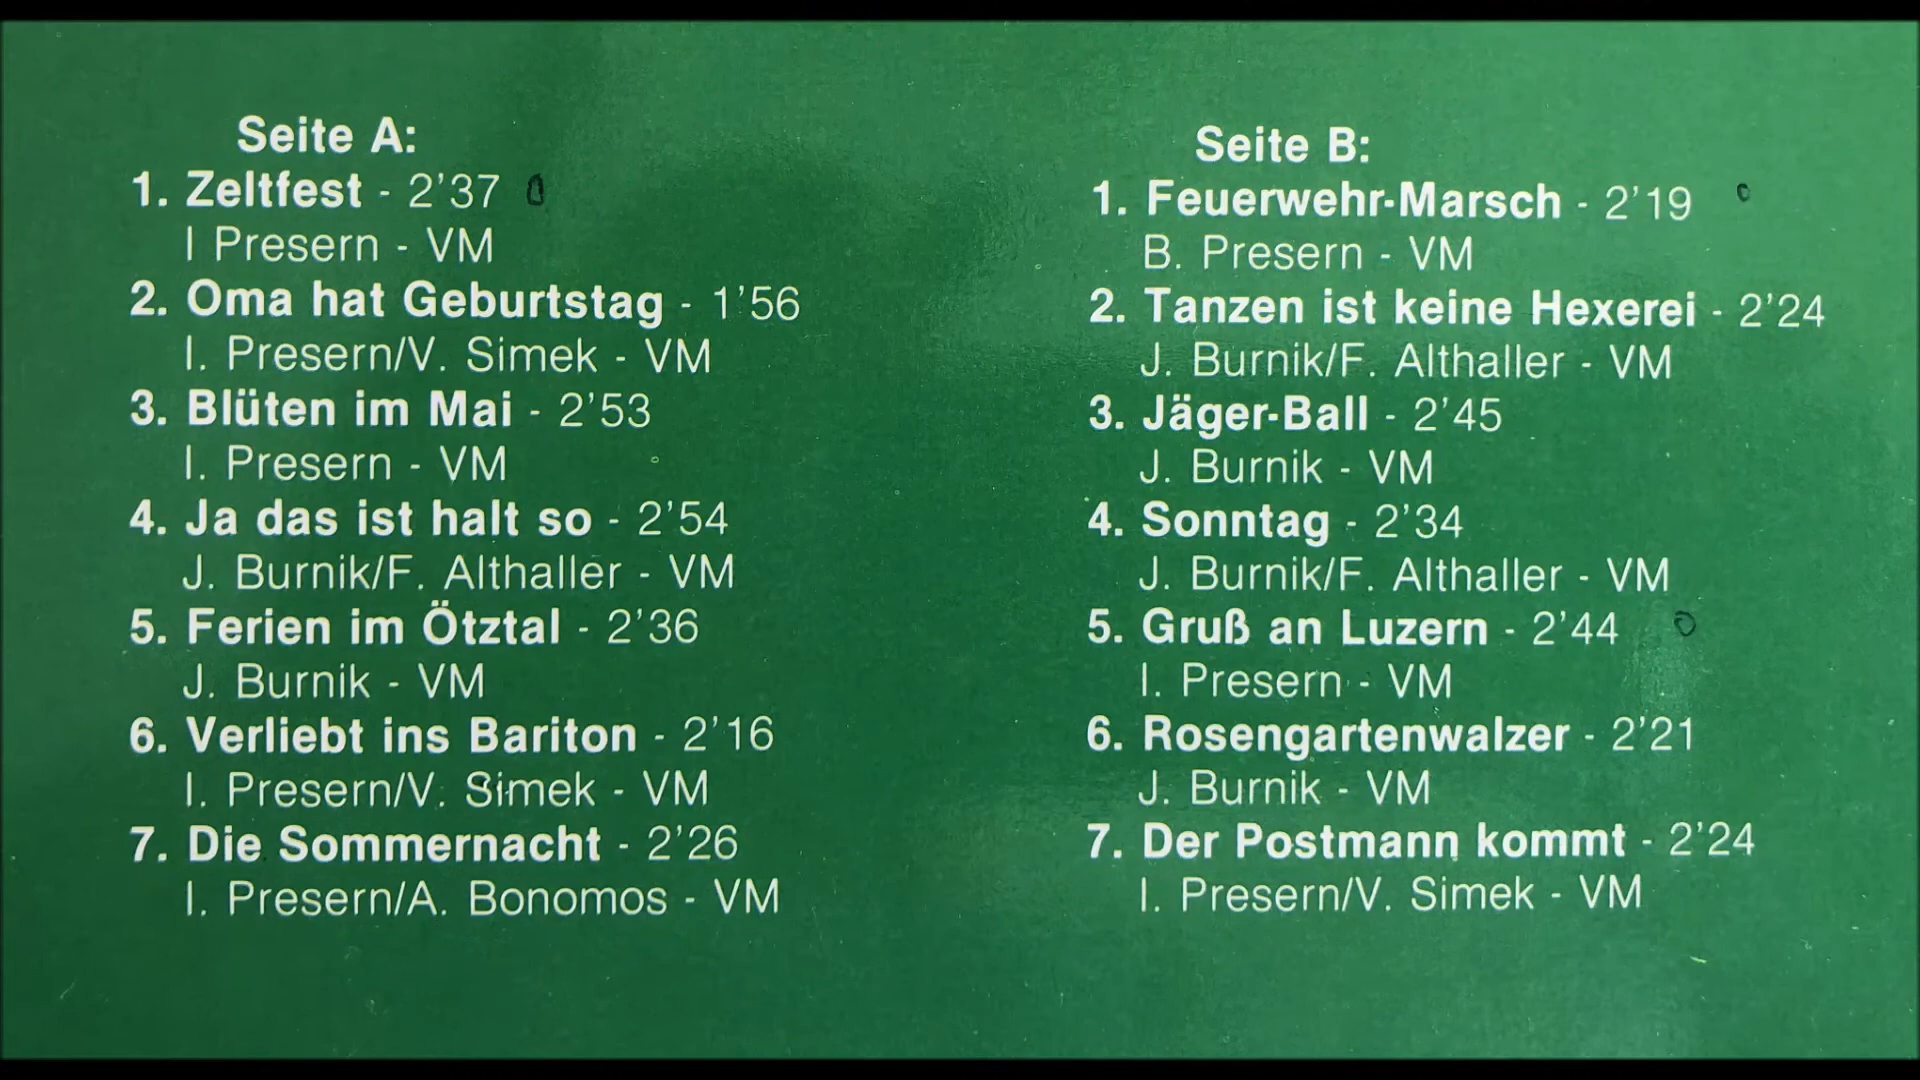 Seite A:
1. Zeltfest - 2'37
I Presern - VM
2. Oma hat Geburtstag - 1'56
I. Presern/V. Simek - VM
3. Blüten im Mai - 2'53
I. Presern - VM
4. Ja das ist halt so - 2'54
J. Burnik/F. Althaller - VM
5. Ferien im Ötztal - 2'36
J. Burnik - VM
6. Verliebt ins Bariton - 2'16
I. Presern/V. Simek - VM
7. Die Sommernacht - 2'26
I. Presern/A. Bonomos - VM
Seite B:
1. Feuerwehr-Marsch - 2'19
B. Presern - VM
2. Tanzen ist keine Hexerei - 2'24
J. Burnik/F. Althaller - VM
3. Jäger-Ball - 2'45
J. Burnik - VM
4. Sonntag - 2'34
J. Burnik/F. Althaller - VM
5. Gruß an Luzern - 2'44
I. Presern - VM
6. Rosengartenwalzer - 2'21
J. Burnik - VM
7. Der Postmann kommt - 2'24
I. Presern/V. Simek - VM